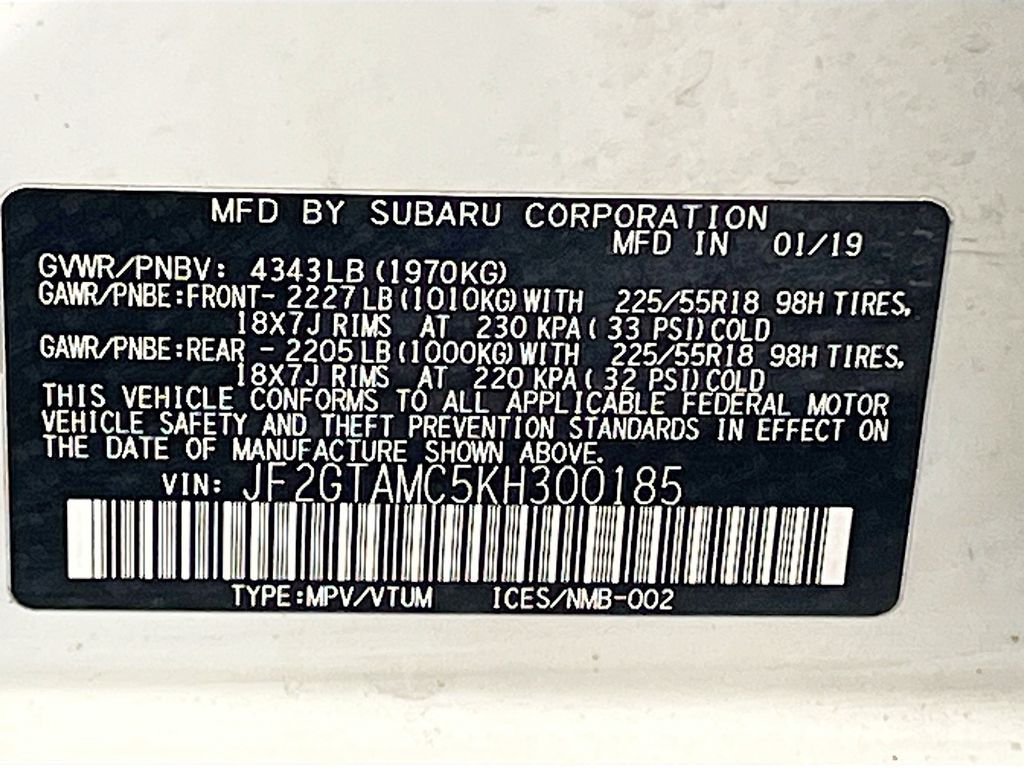 MFD BY SUBARU CORPORATION
MFD IN 01/19
GVWR/PNBV: 4343LB (1970KG)
GAWR/PNBE:FRONT- 2227LB (1010KG) WITH 225/55R18 98H TIRES,
18X7J RIMS AT 230 KPA( 33 PSI) COLD
GAWR/PNBE:REAR - 2205LB (1000KG) WITH 225/55R18 98H TIRES,
18X7J RIMS AT 220 KPA( 32 PSI) COLD
THIS VEHICLE CONFORMS TO ALL APPLICABLE FEDERAL MOTOR
VEHICLE SAFETY AND THEFT PREVENTION STANDARDS IN EFFECT ON
THE DATE OF MANUFACTURE SHOWN ABOVE.
VIN: JF2GTAMC5KH300185
TYPE:MPV/VTUM ICES/NMB-002